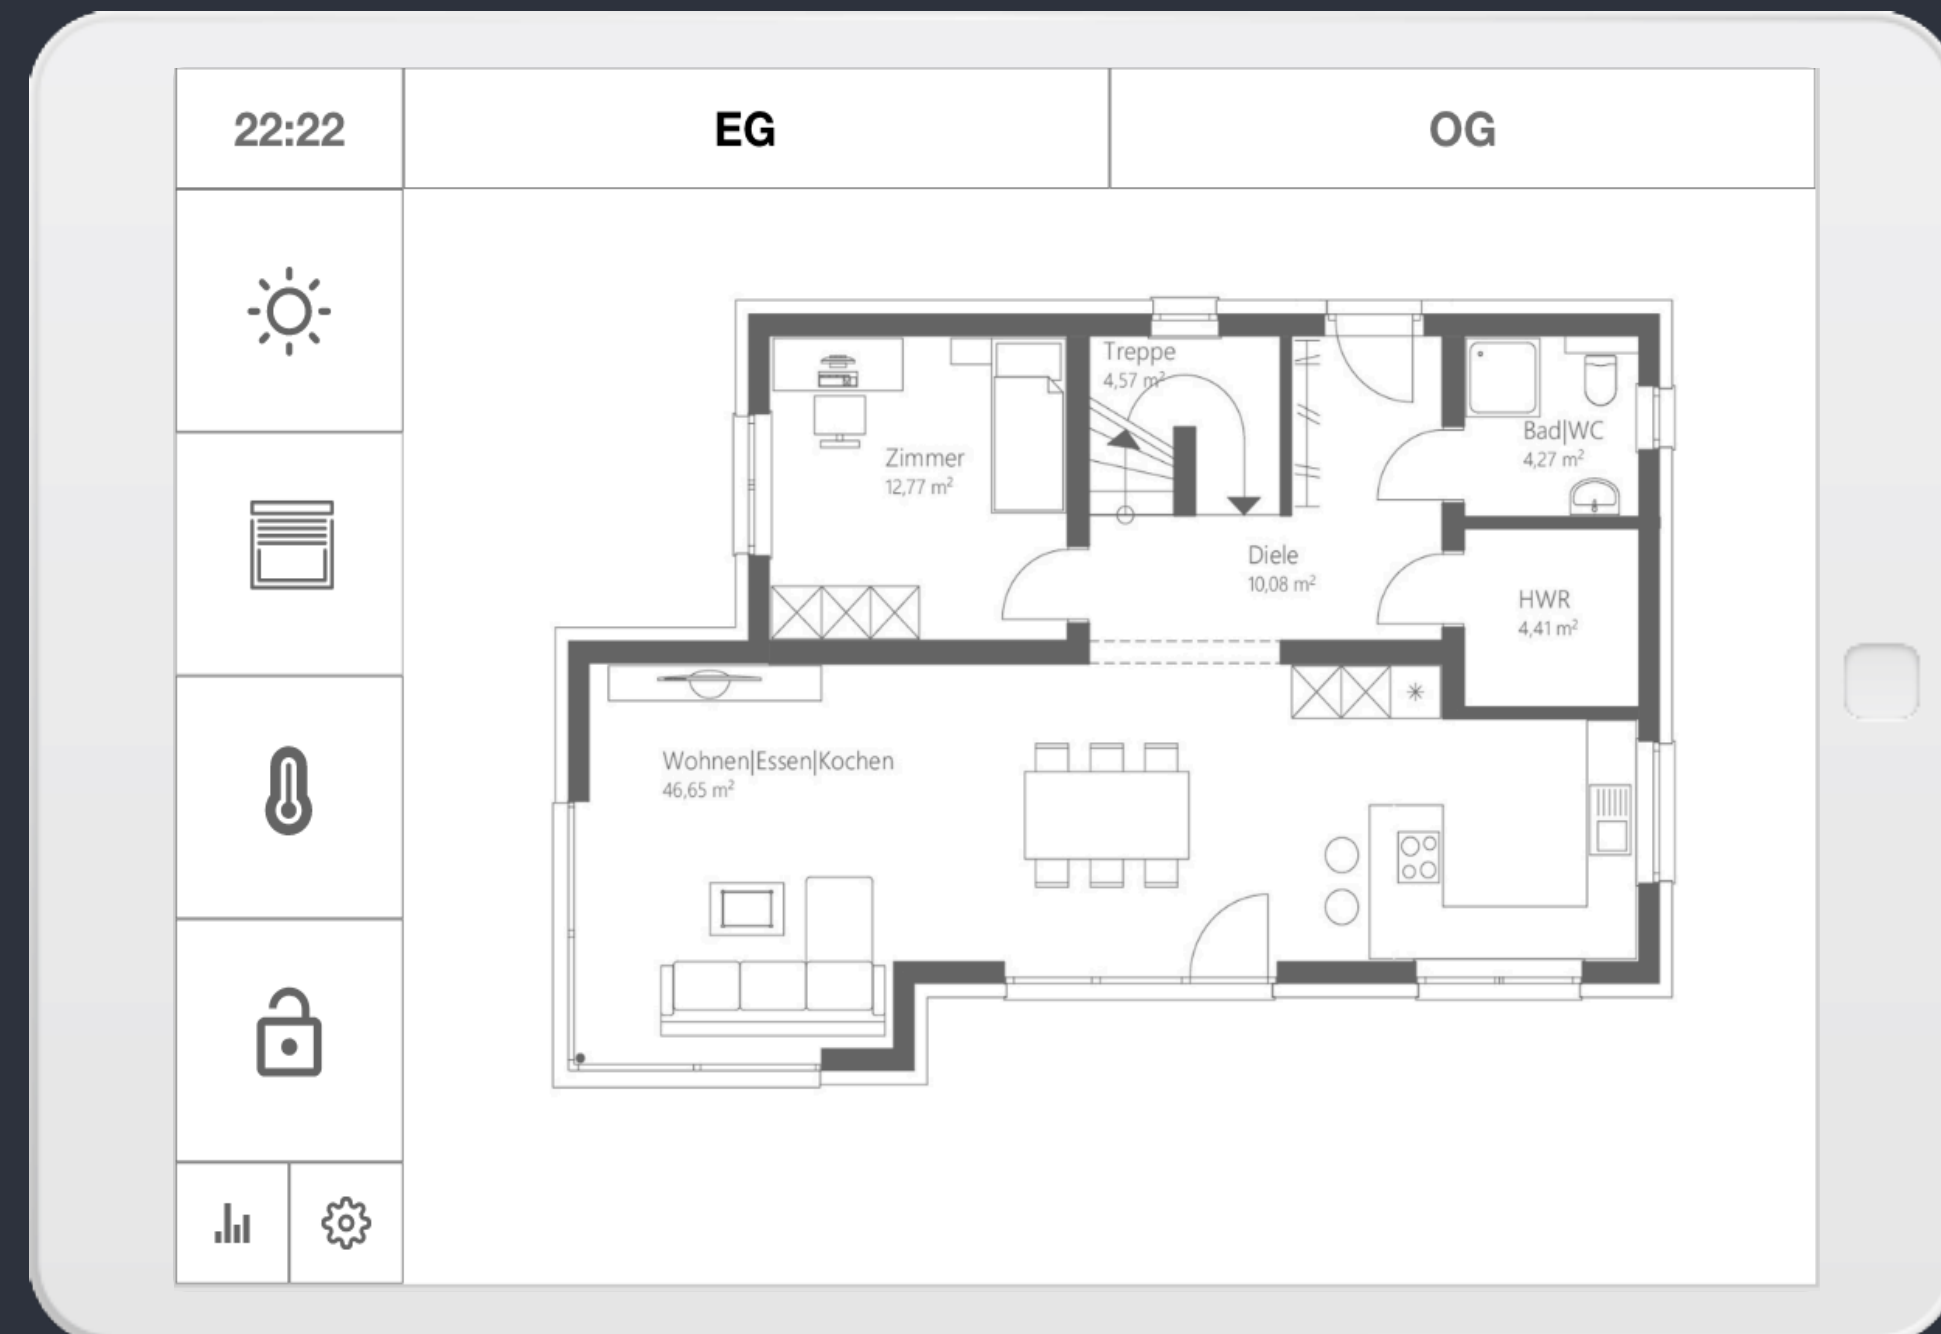 22:22
EG
OG
Treppe
4,57 m²
Zimmer
12,77 m²
Bad|WC
4,27 m²
Diele
10,08 m²
HWR
4,41 m²
Wohnen|Essen|Kochen
46,65 m²